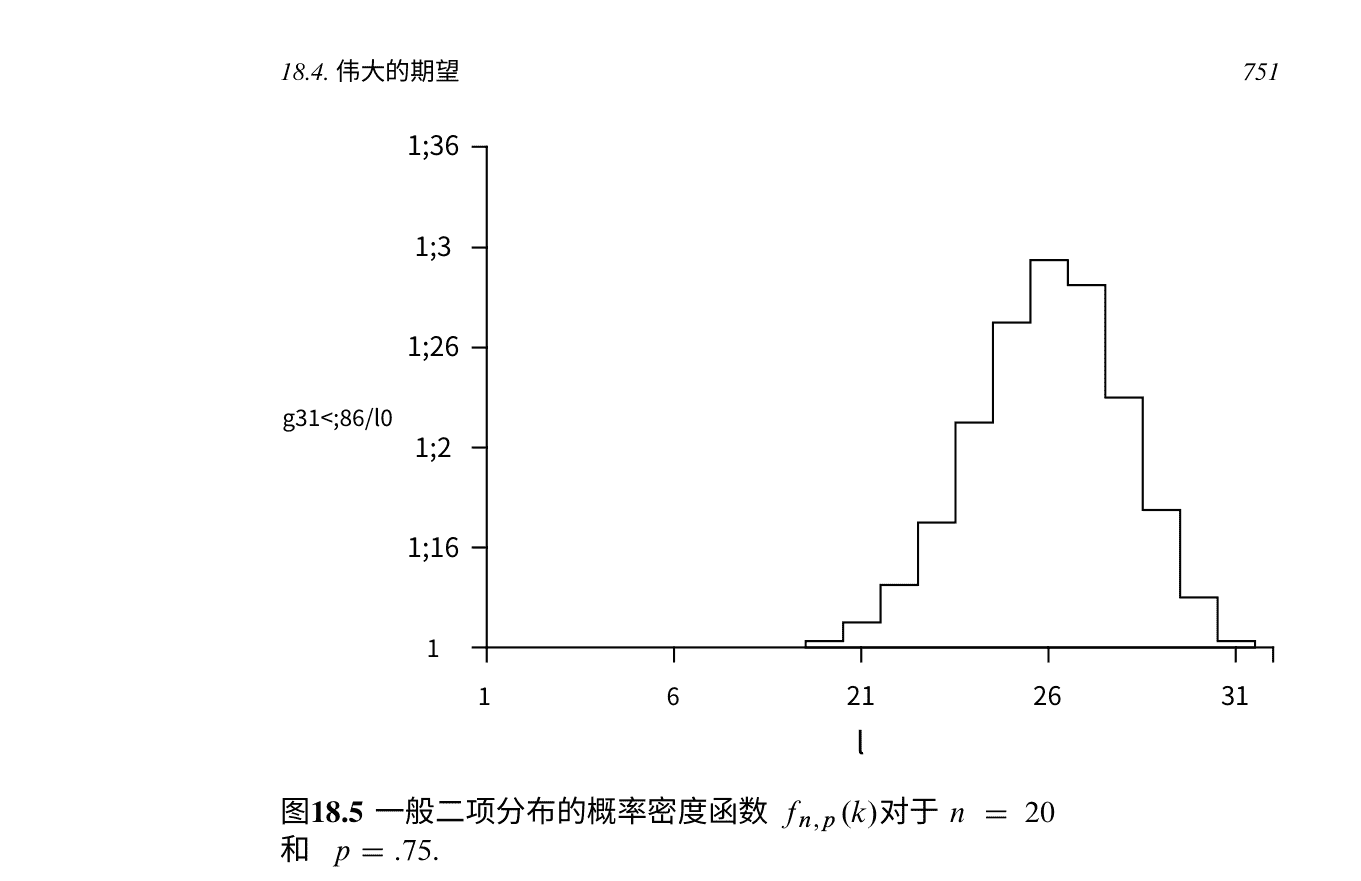 18.4. 伟大的期望 751
1;36
1;3
1;26
g31<;86/l0
1;2
1;16
1
1 6 21 26 31
l
图18.5 一般二项分布的概率密度函数 fn,p(k)对于 n = 20
和 p = .75.